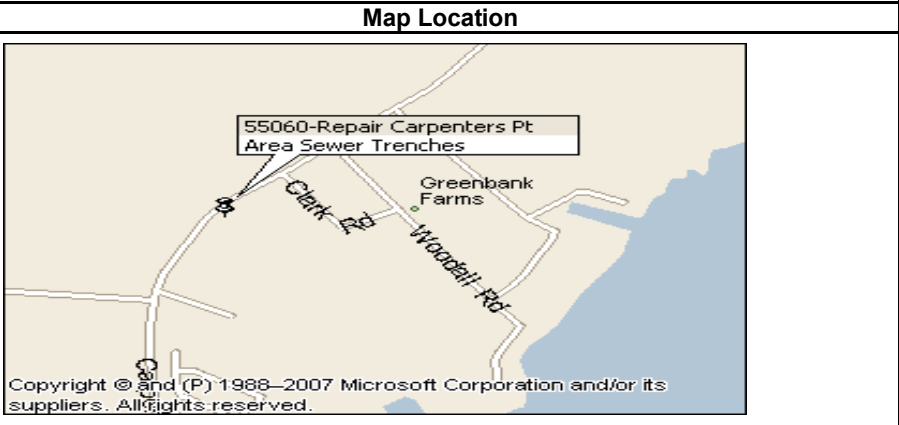 Map Location
55060-Repair Carpenters Pt
Area Sewer Trenches
Greenbank
Farms
Clark Rd
Woodall Rd
Copyright © and (P) 1988–2007 Microsoft Corporation and/or its
suppliers. All rights reserved.